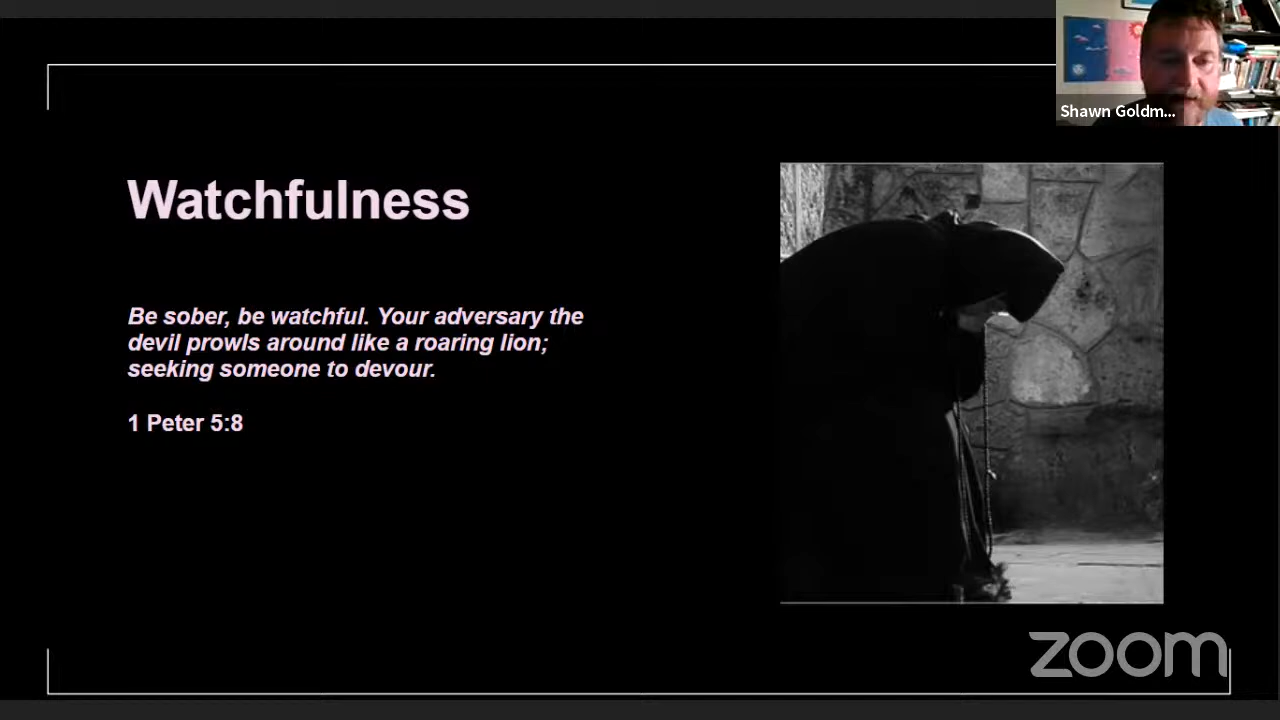 Shawn Goldm...
Watchfulness
Be sober, be watchful. Your adversary the
devil prowls around like a roaring lion;
seeking someone to devour.
1 Peter 5:8
zoom